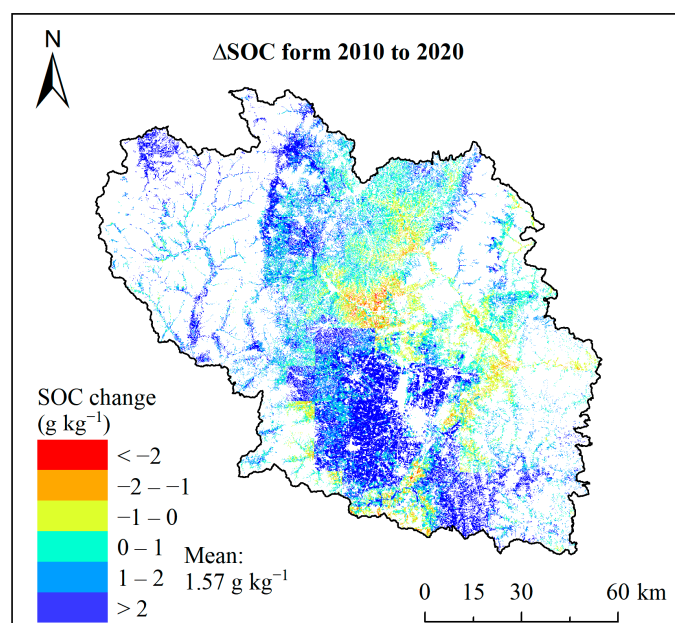 N
ΔSOC form 2010 to 2020
SOC change
(g kg⁻¹)
< −2
−2 – −1
−1 – 0
0 – 1
1 – 2
> 2
Mean:
1.57 g kg⁻¹
0 15 30 60 km